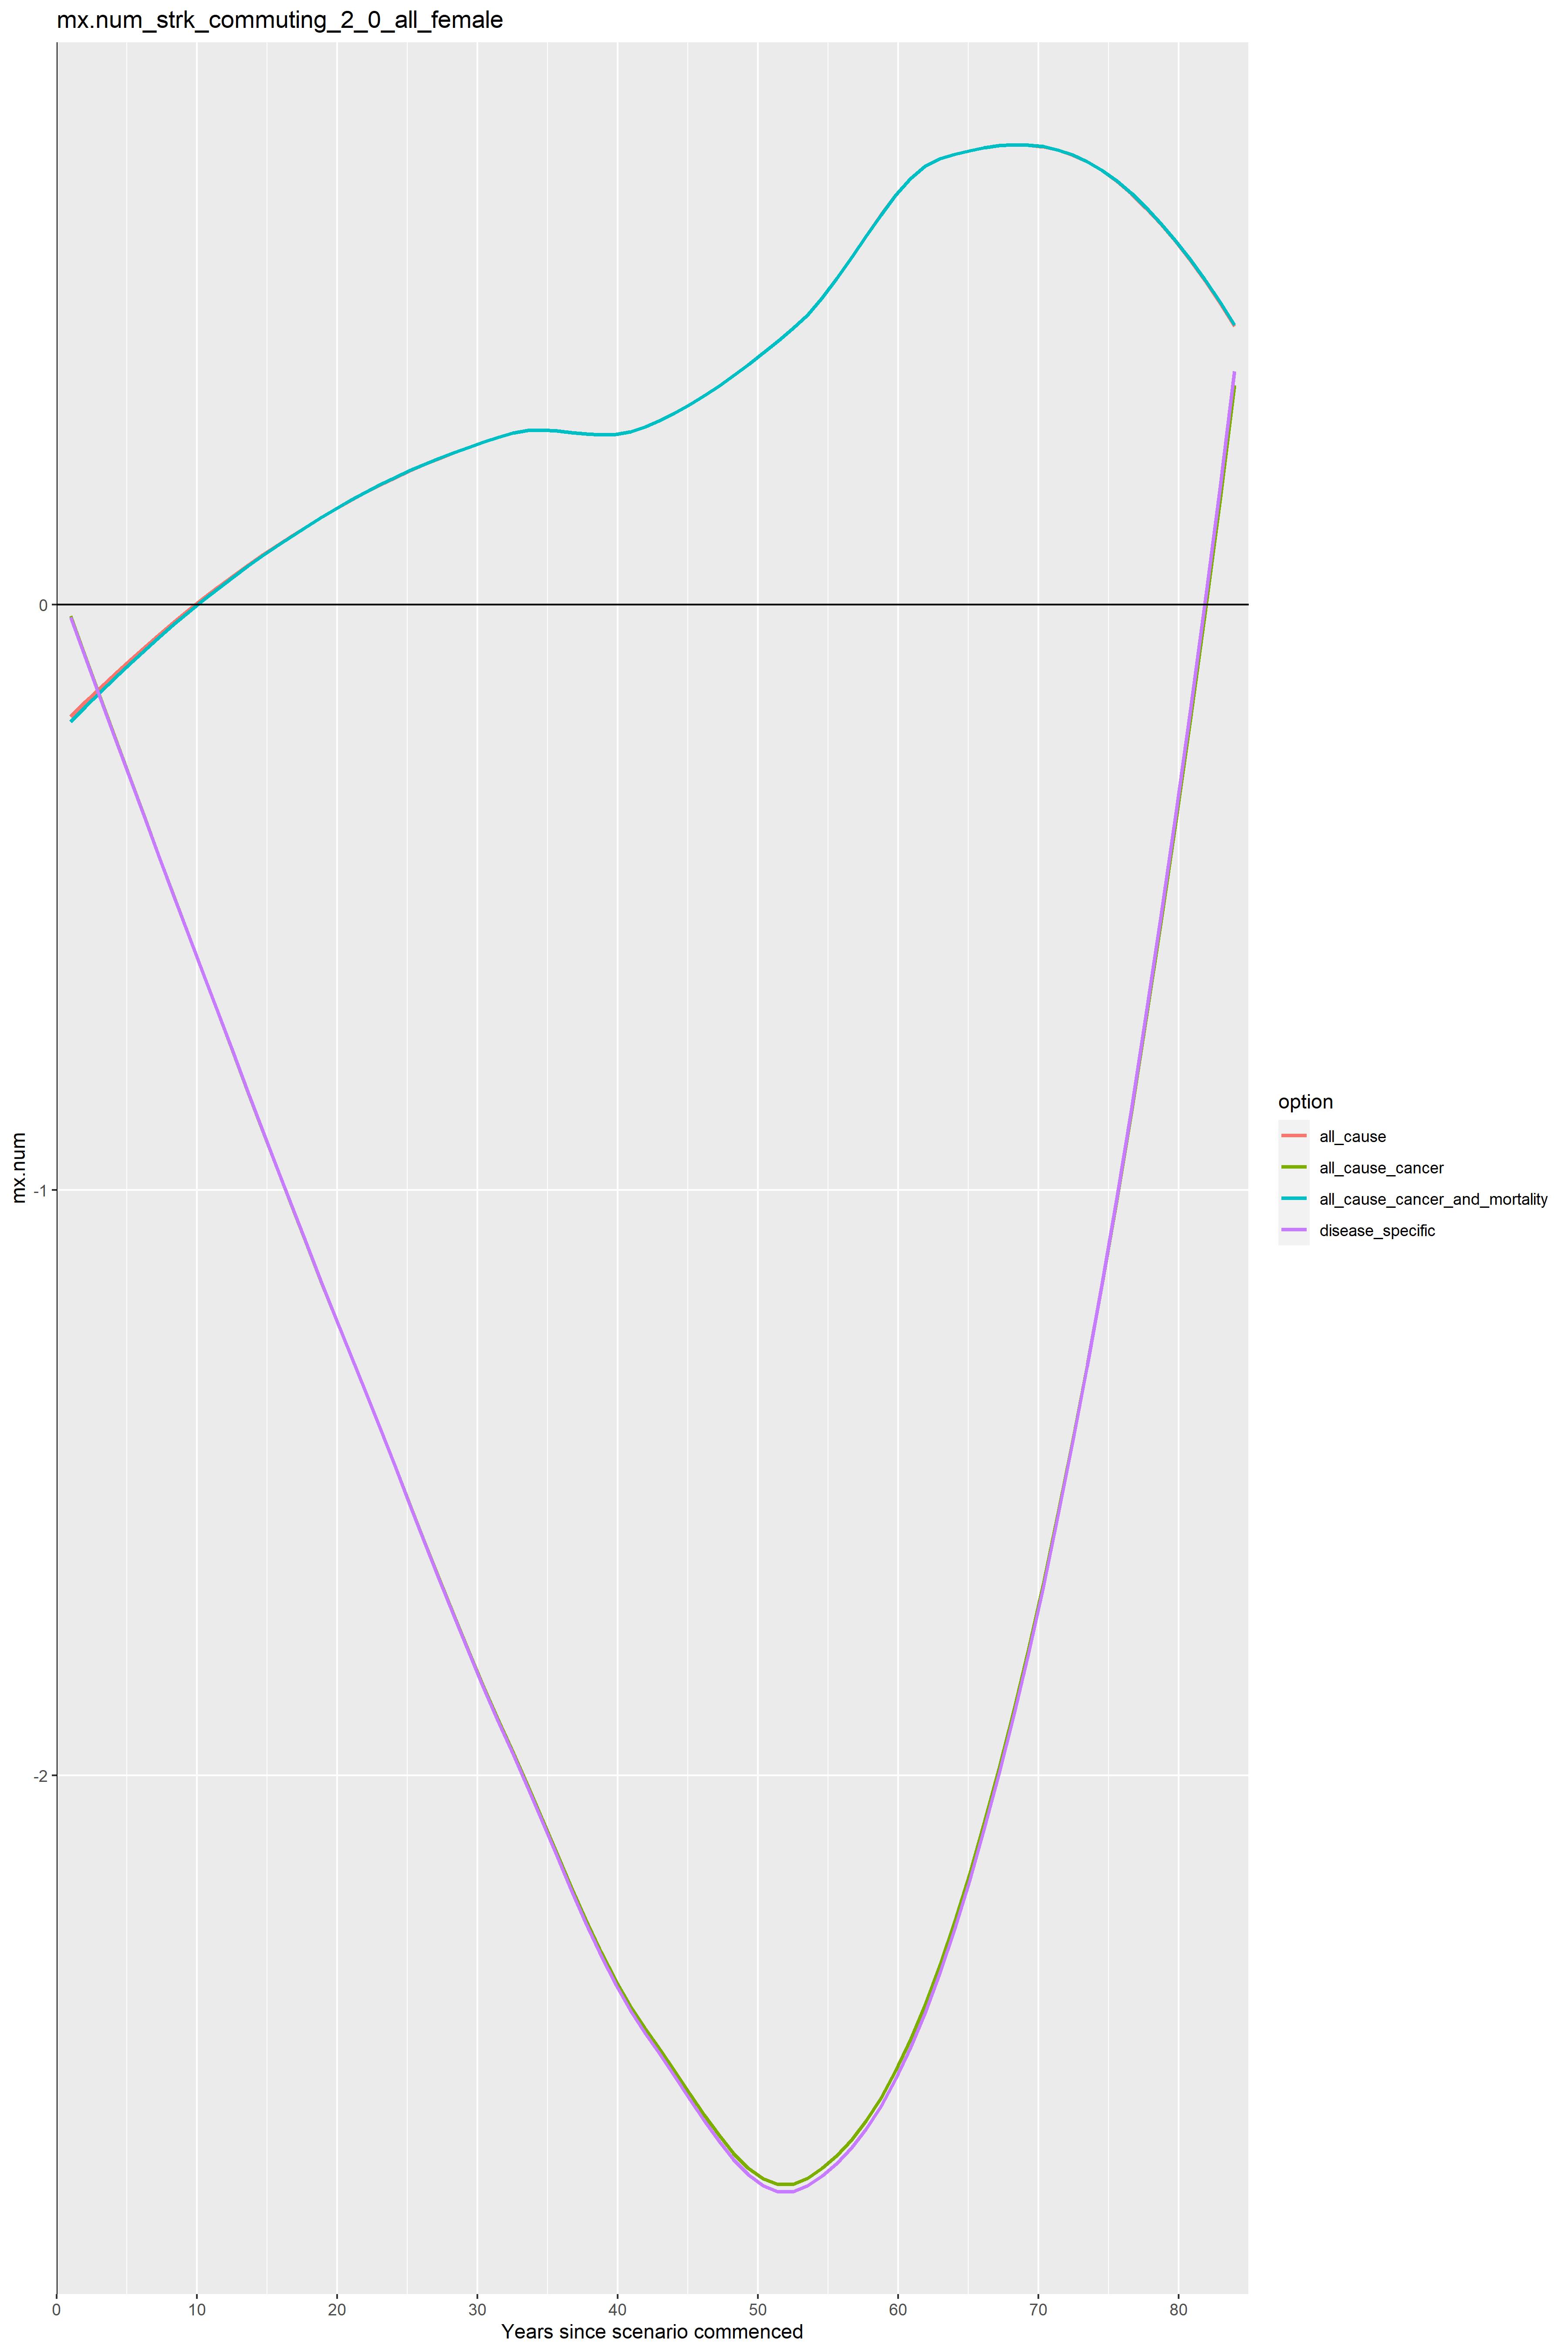 mx.num_strk_commuting_2_0_all_female
mx.num
0
-1
-2
0 10 20 30 40 50 60 70 80
Years since scenario commenced
option
all_cause
all_cause_cancer
all_cause_cancer_and_mortality
disease_specific